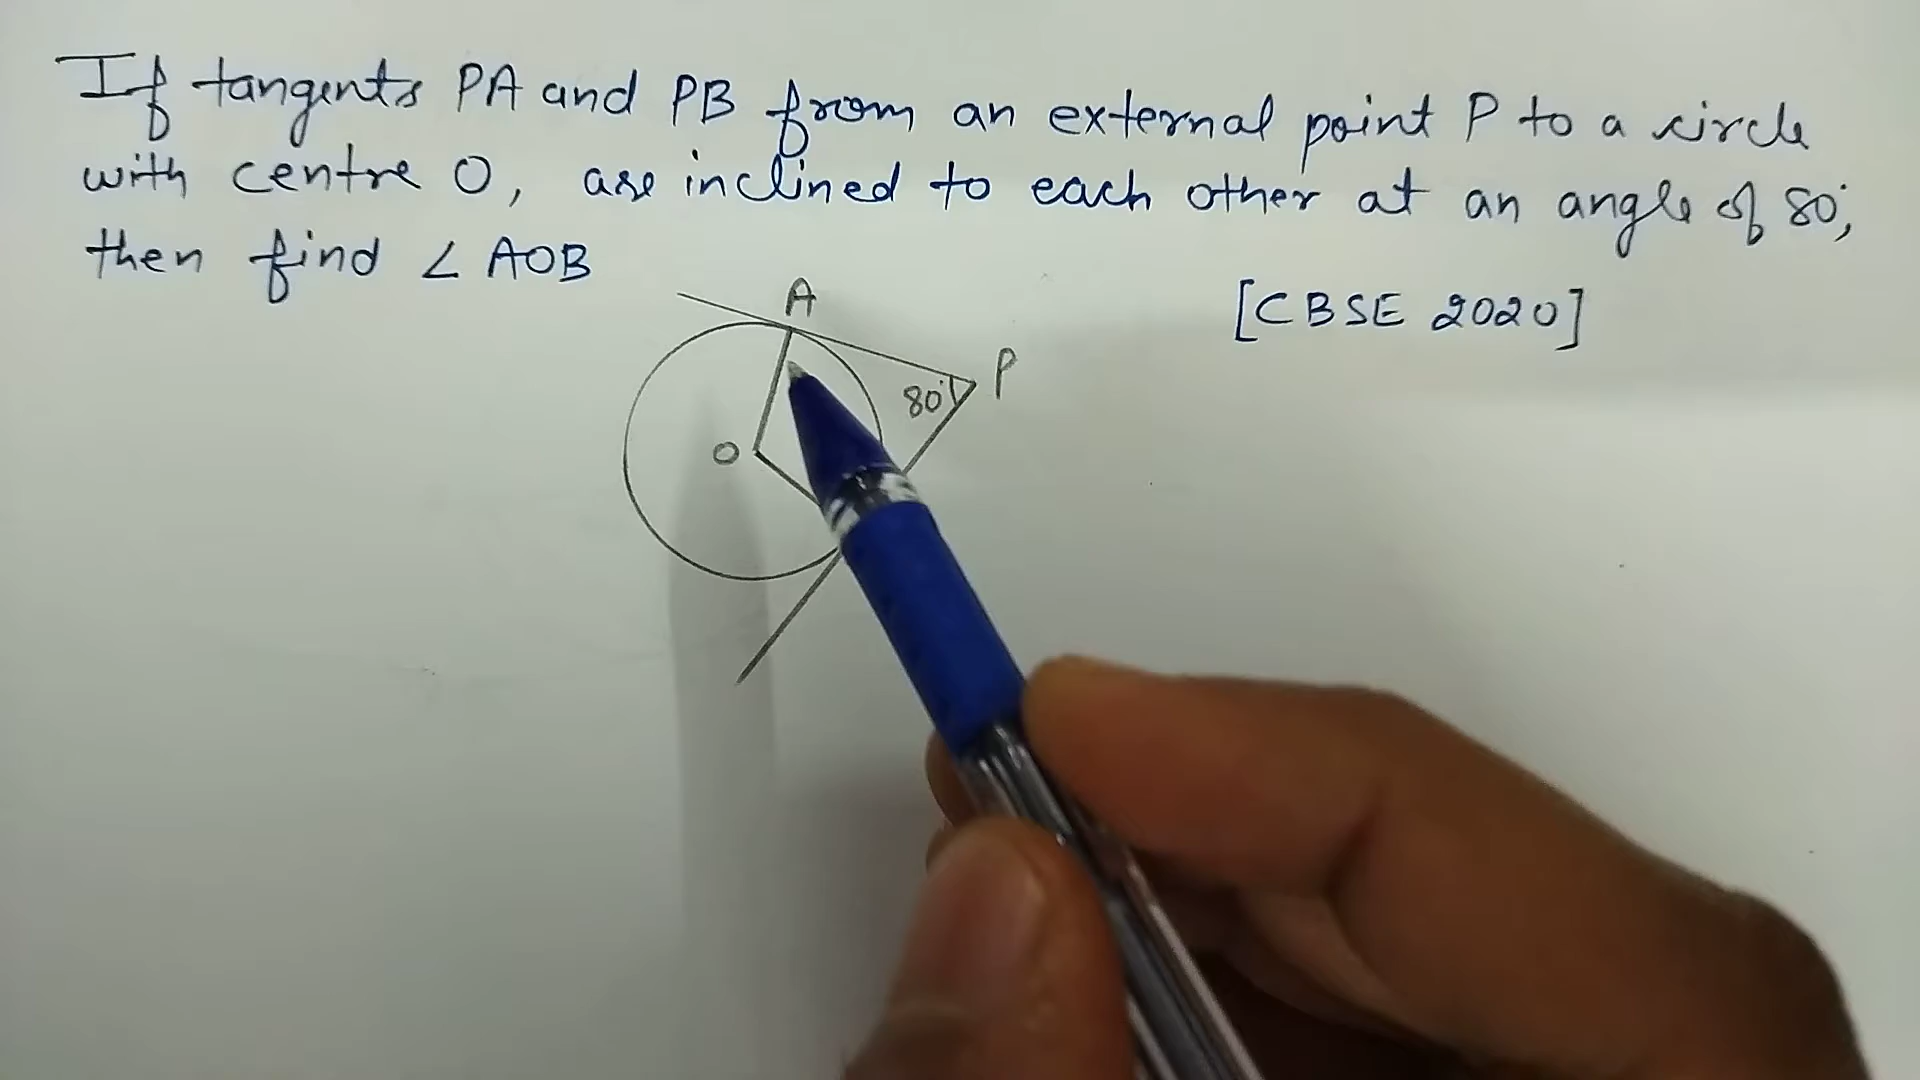 If tangents PA and PB from an external point P to a circle
with centre O, are inclined to each other at an angle of 80°,
then find ∠ AOB
[CBSE 2020]
A
P
80°
O